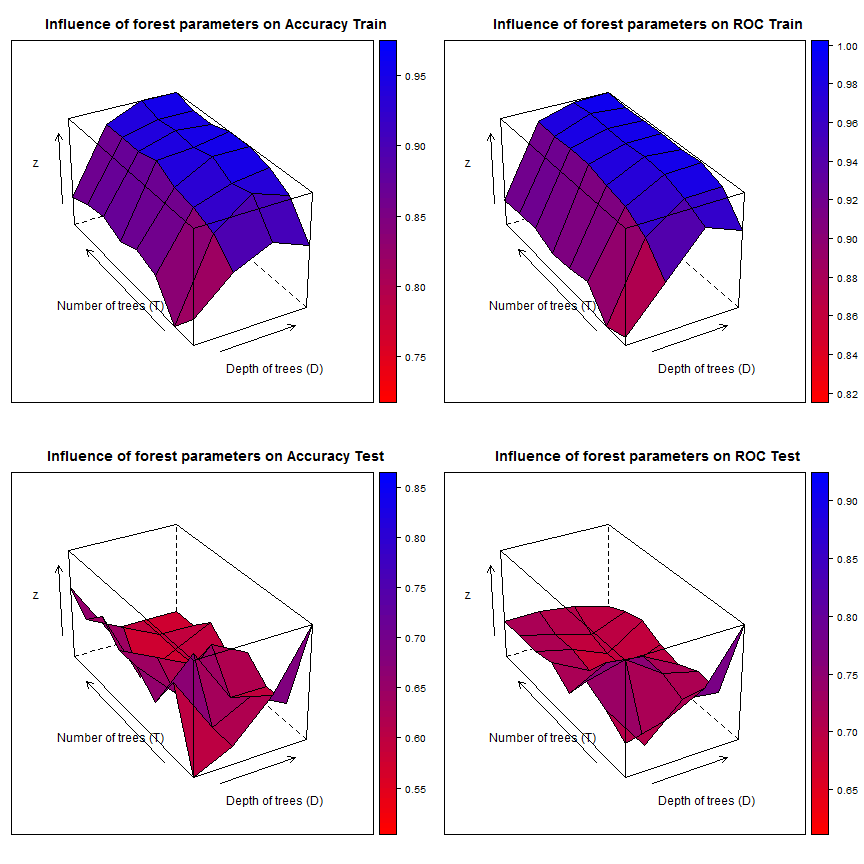 Influence of forest parameters on Accuracy Train
Z
Number of trees (T)
Depth of trees (D)
0.95
0.90
0.85
0.80
0.75
Influence of forest parameters on ROC Train
Z
Number of trees (T)
Depth of trees (D)
1.00
0.98
0.96
0.94
0.92
0.90
0.88
0.86
0.84
0.82
Influence of forest parameters on Accuracy Test
Z
Number of trees (T)
Depth of trees (D)
0.85
0.80
0.75
0.70
0.65
0.60
0.55
Influence of forest parameters on ROC Test
Z
Number of trees (T)
Depth of trees (D)
0.90
0.85
0.80
0.75
0.70
0.65